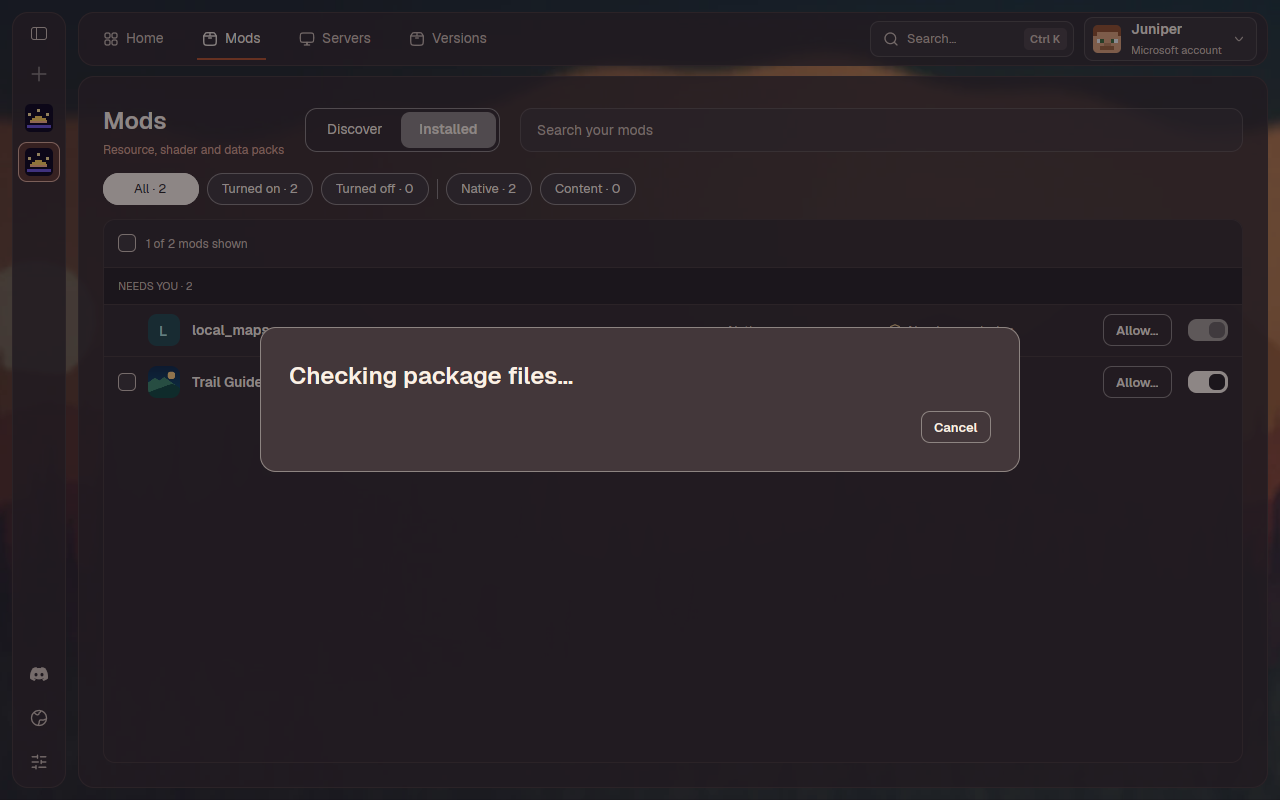 Home
Mods
Servers
Versions
Search...
Ctrl K
Juniper
Microsoft account
Mods
Resource, shader and data packs
Discover
Installed
Search your mods
All · 2
Turned on · 2
Turned off · 0
Native · 2
Content · 0
1 of 2 mods shown
NEEDS YOU · 2
L
local_maps
Allow...
Trail Guide
Allow...
Checking package files...
Cancel